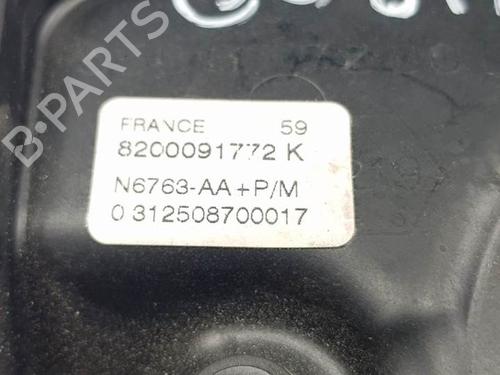 FRANCE 59
8200091772 K
N6763-AA+P/M
0 312508700017
B-PARTS